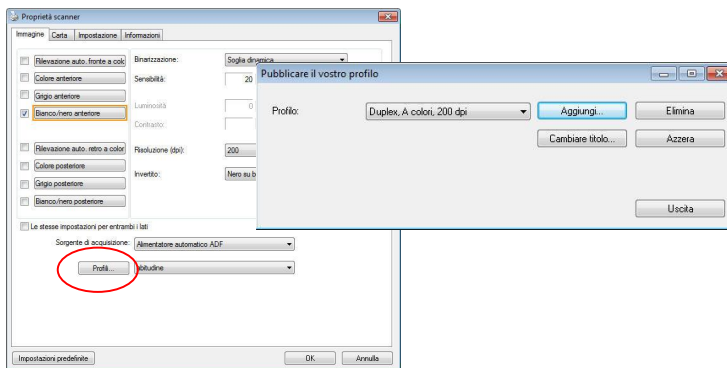 Proprietà scanner
Immagine Carta Impostazione Informazioni
Rilevazione auto. fronte a colo
Colore anteriore
Grigio anteriore
Bianco/nero anteriore
Rilevazione auto. retro a color
Colore posteriore
Grigio posteriore
Bianco/nero posteriore
Binarizzazione: Soglia dinamica
Sensibilità: 20
Luminosità 0
Contrasto:
Risoluzione (dpi): 200
Invertito: Nero su b
Le stesse impostazioni per entrambi i lati
Sorgente di acquisizione: Alimentatore automatico ADF
Profili... abitudine
Impostazioni predefinite OK Annulla
Pubblicare il vostro profilo
Profilo: Duplex, A colori, 200 dpi Aggiungi... Elimina
Cambiare titolo... Azzera
Uscita